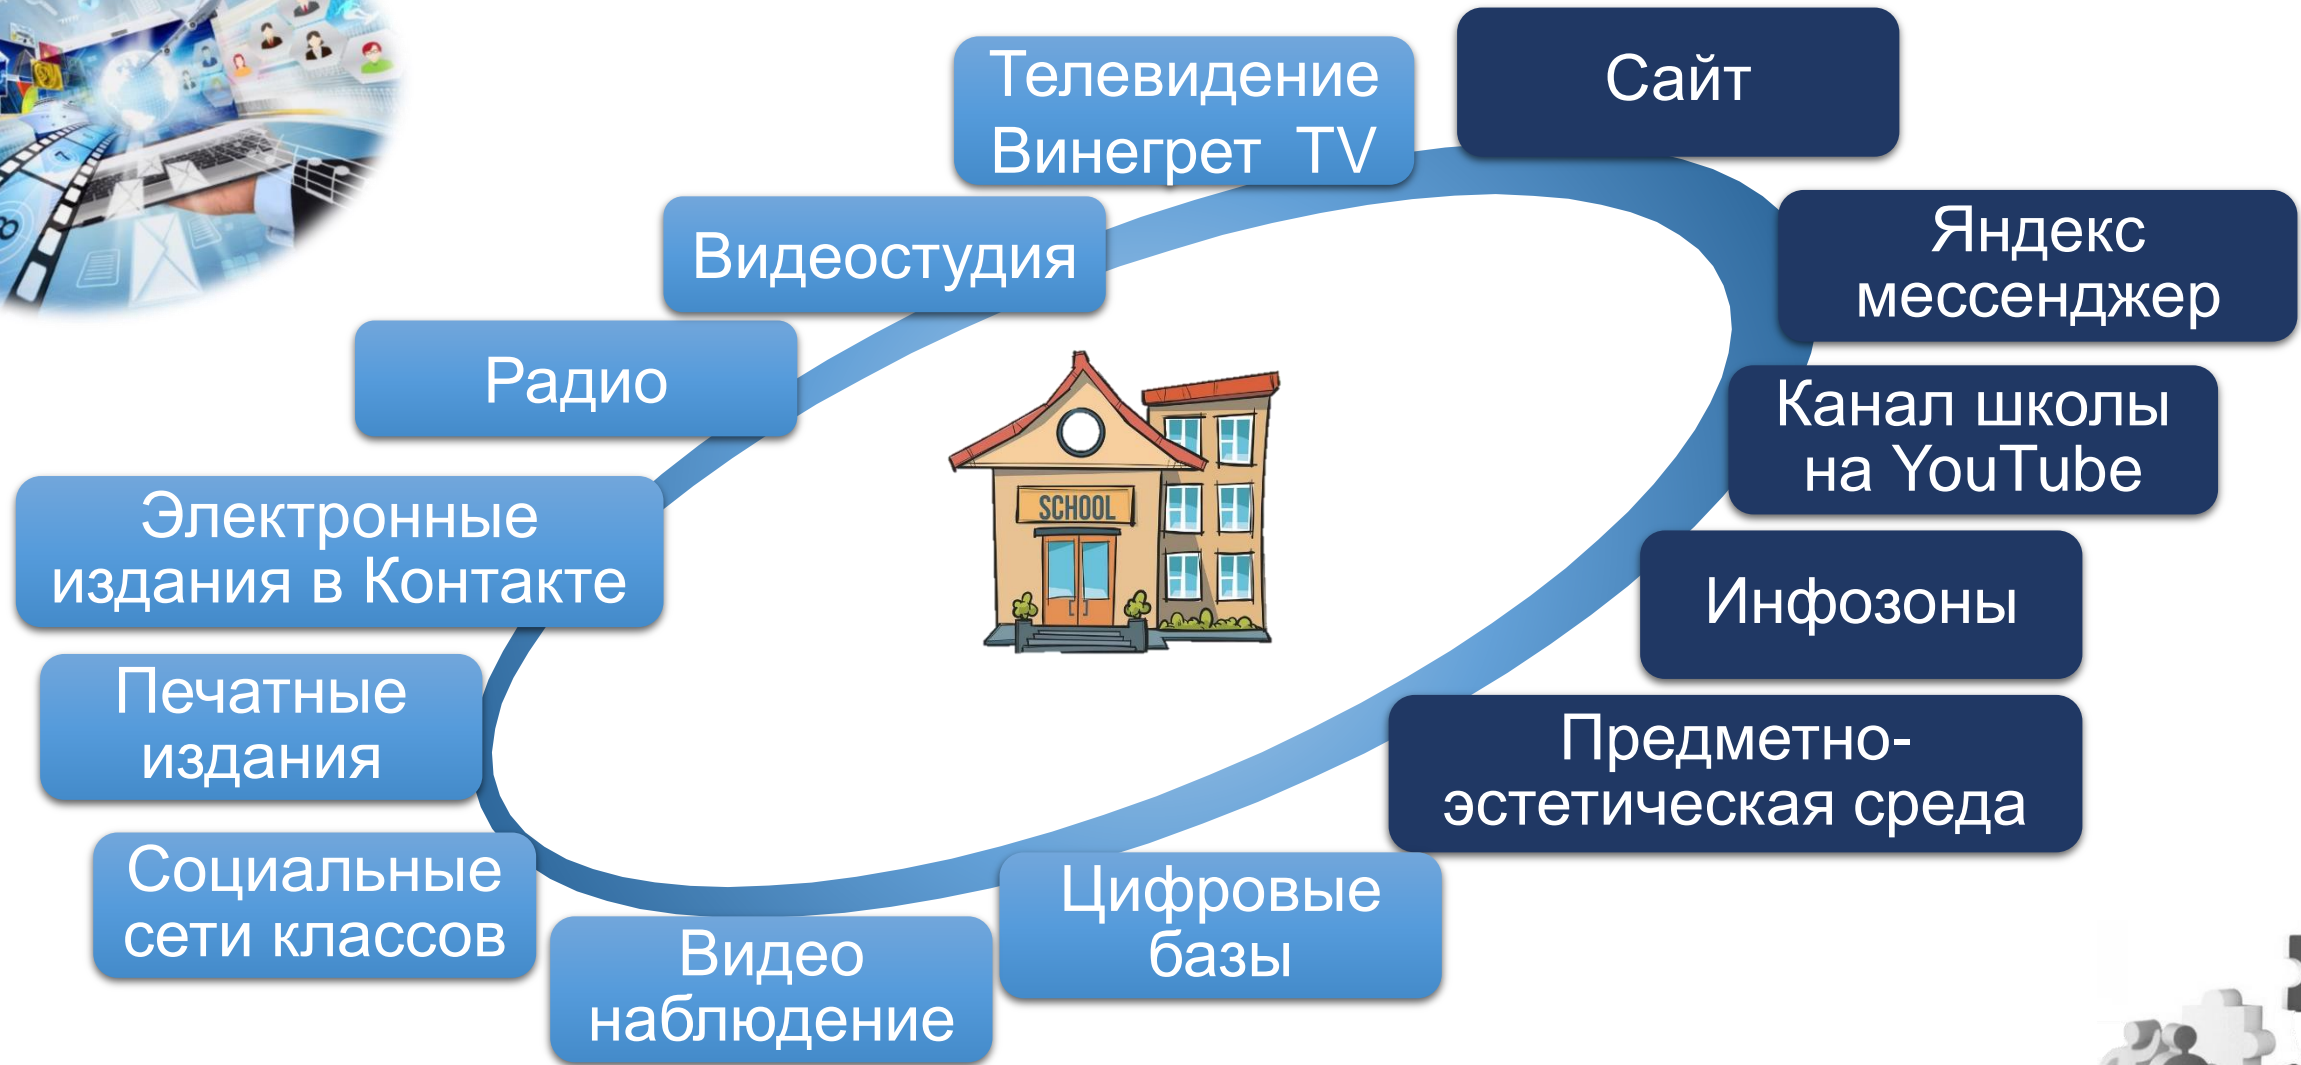 Телевидение
Винегрет TV
Сайт
Яндекс
мессенджер
Видеостудия
Радио
Канал школы
на YouTube
Электронные
издания в Контакте
SCHOOL
Инфозоны
Печатные
издания
Предметно-
эстетическая среда
Социальные
сети классов
Цифровые
базы
Видео
наблюдение